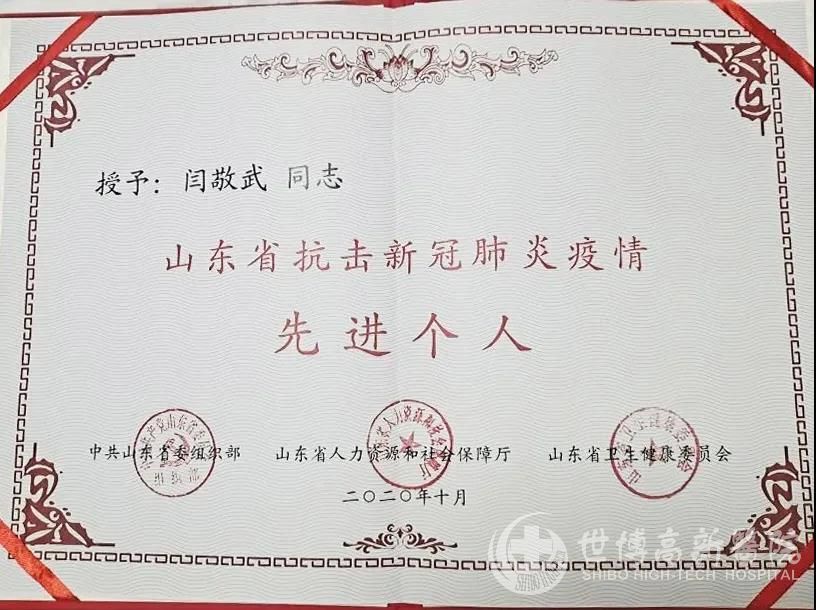 授予：闫敬武 同志
山东省抗击新冠肺炎疫情
先进个人
中共山东省委组织部 山东省人力资源和社会保障厅 山东省卫生健康委员会
二〇二〇年十月
世博高新醫院
SHIBO HIGH-TECH HOSPITAL